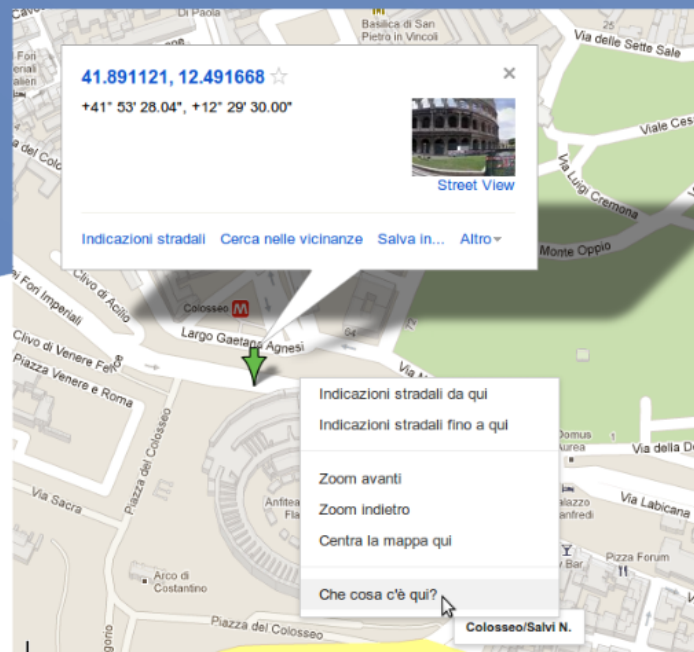 Di Paola
Basilica di San
Pietro in Vincoli
25
Via delle Sette Sale
Fori
41.891121, 12.491668
+41° 53' 28.04", +12° 29' 30.00"
Street View
Indicazioni stradali Cerca nelle vicinanze Salva in... Altro
Viale
Via Luigi Cremona
Monte Oppio
Fori Imperiali
Clivo di Acilio
Colosseo M
Largo Gaetana Agnesi
64
72
Clivo di Venere Felice
Piazza Venere e Roma
Piazza del Colosseo
Via Sacra
Indicazioni stradali da qui
Indicazioni stradali fino a qui
Zoom avanti
Zoom indietro
Centra la mappa qui
Che cosa c'è qui?
Colosseo/Salvi N.
Domus
Aurea
1
Via della
Via Labicana
Bar
Pizza Forum
Arco di
Costantino
Piazza del Colosseo